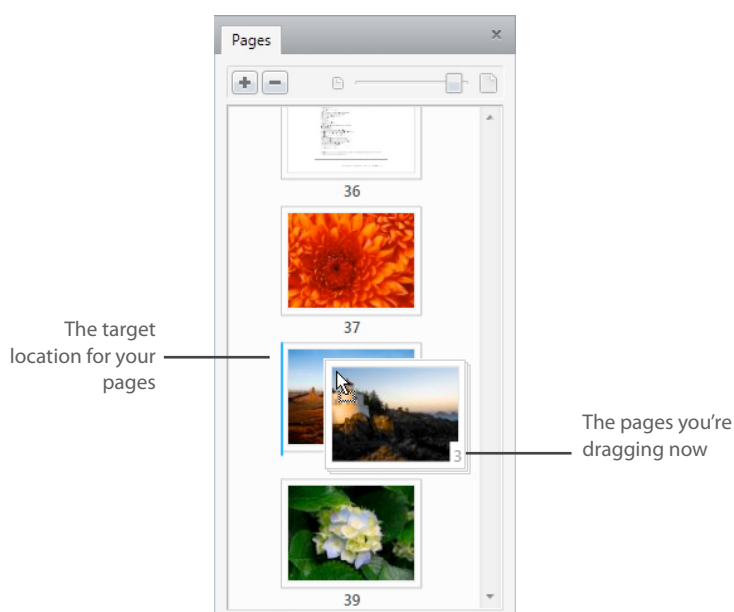 Pages
36
37
The target
location for your
pages
The pages you’re
dragging now
3
39